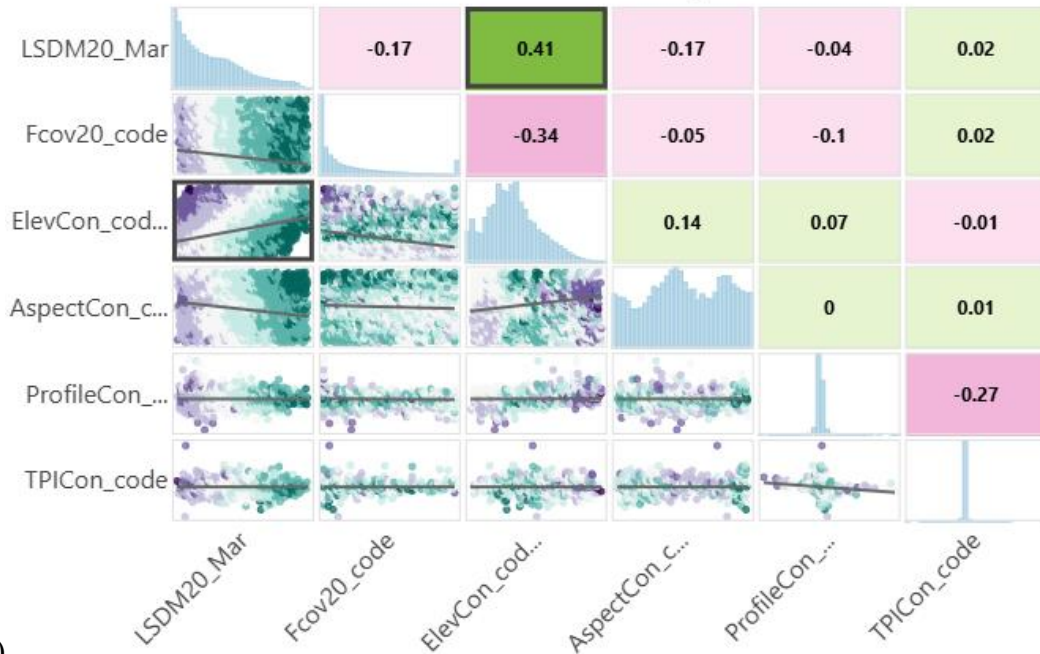 LSDM20_Mar -0.17 0.41 -0.17 -0.04 0.02
Fcov20_code -0.34 -0.05 -0.1 0.02
ElevCon_cod... 0.14 0.07 -0.01
AspectCon_c... 0 0.01
ProfileCon_... -0.27
TPICon_code
LSDM20_Mar Fcov20_code ElevCon_cod... AspectCon_c... ProfileCon_... TPICon_code
)